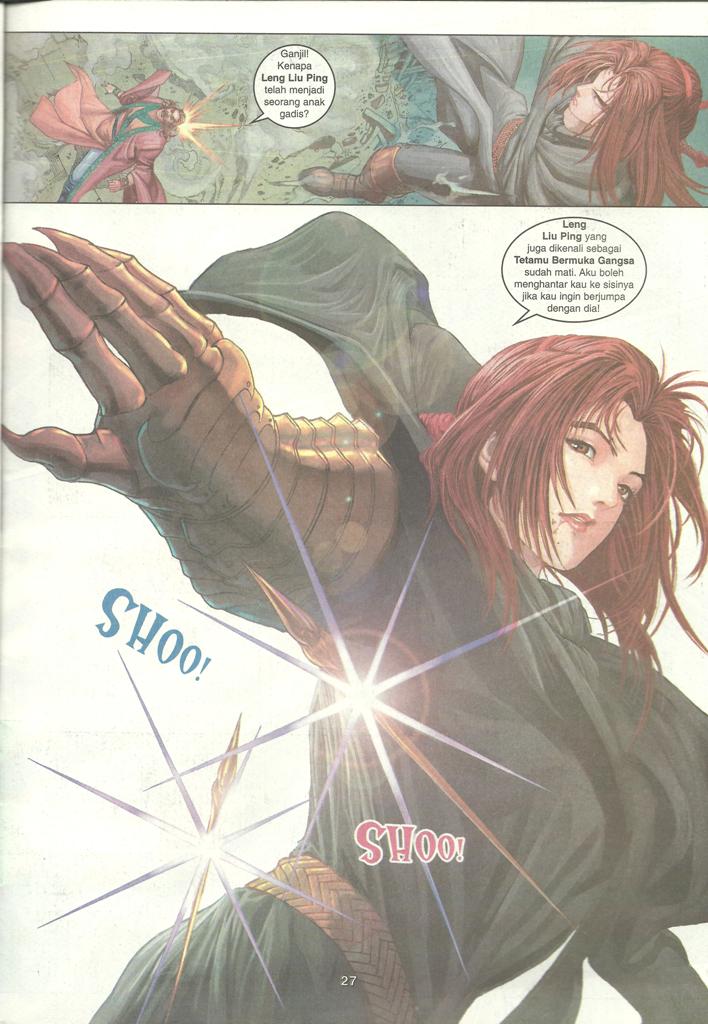 Ganjil!
Kenapa
Leng Liu Ping
telah menjadi
seorang anak
gadis?
Leng
Liu Ping yang
juga dikenali sebagai
Tetamu Bermuka Gangsa
sudah mati. Aku boleh
menghantar kau ke sisinya
jika kau ingin berjumpa
dengan dia!
SHOO!
SHOO!
27